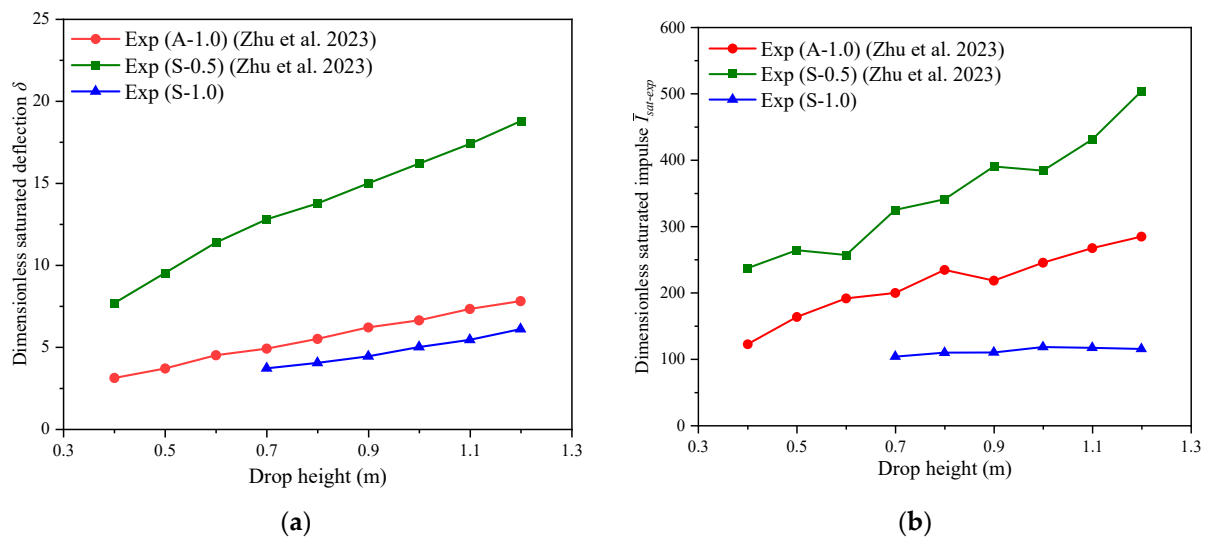 25
20
15
10
5
0
Dimensionless saturated deflection δ
Exp (A-1.0) (Zhu et al. 2023)
Exp (S-0.5) (Zhu et al. 2023)
Exp (S-1.0)
0.3 0.5 0.7 0.9 1.1 1.3
Drop height (m)
(a)
600
500
400
300
200
100
0
Dimensionless saturated impulse I̅sat-exp
Exp (A-1.0) (Zhu et al. 2023)
Exp (S-0.5) (Zhu et al. 2023)
Exp (S-1.0)
0.3 0.5 0.7 0.9 1.1 1.3
Drop height (m)
(b)